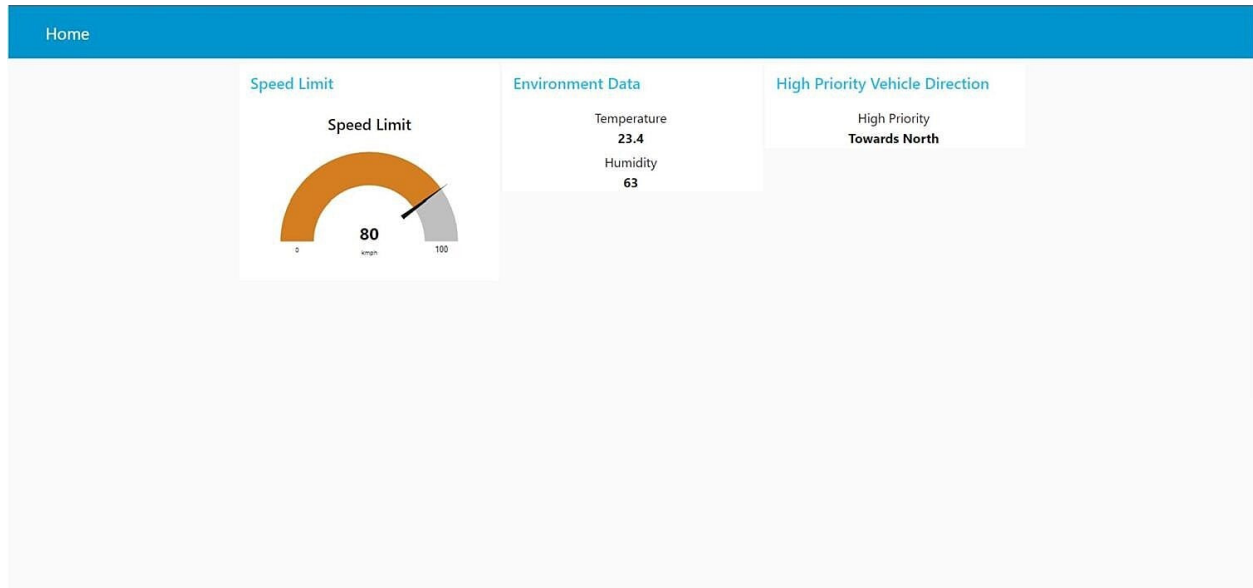 Home
Speed Limit
Speed Limit
80
kmph
0
100
Environment Data
Temperature
23.4
Humidity
63
High Priority Vehicle Direction
High Priority
Towards North